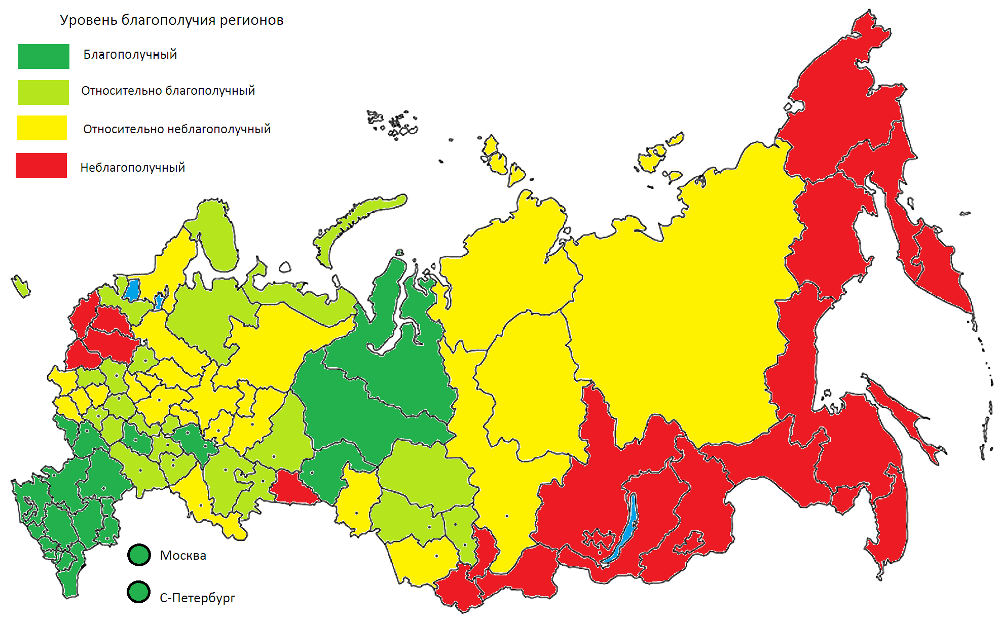 Уровень благополучия регионов
Благополучный
Относительно благополучный
Относительно неблагополучный
Неблагополучный
Москва
С-Петербург